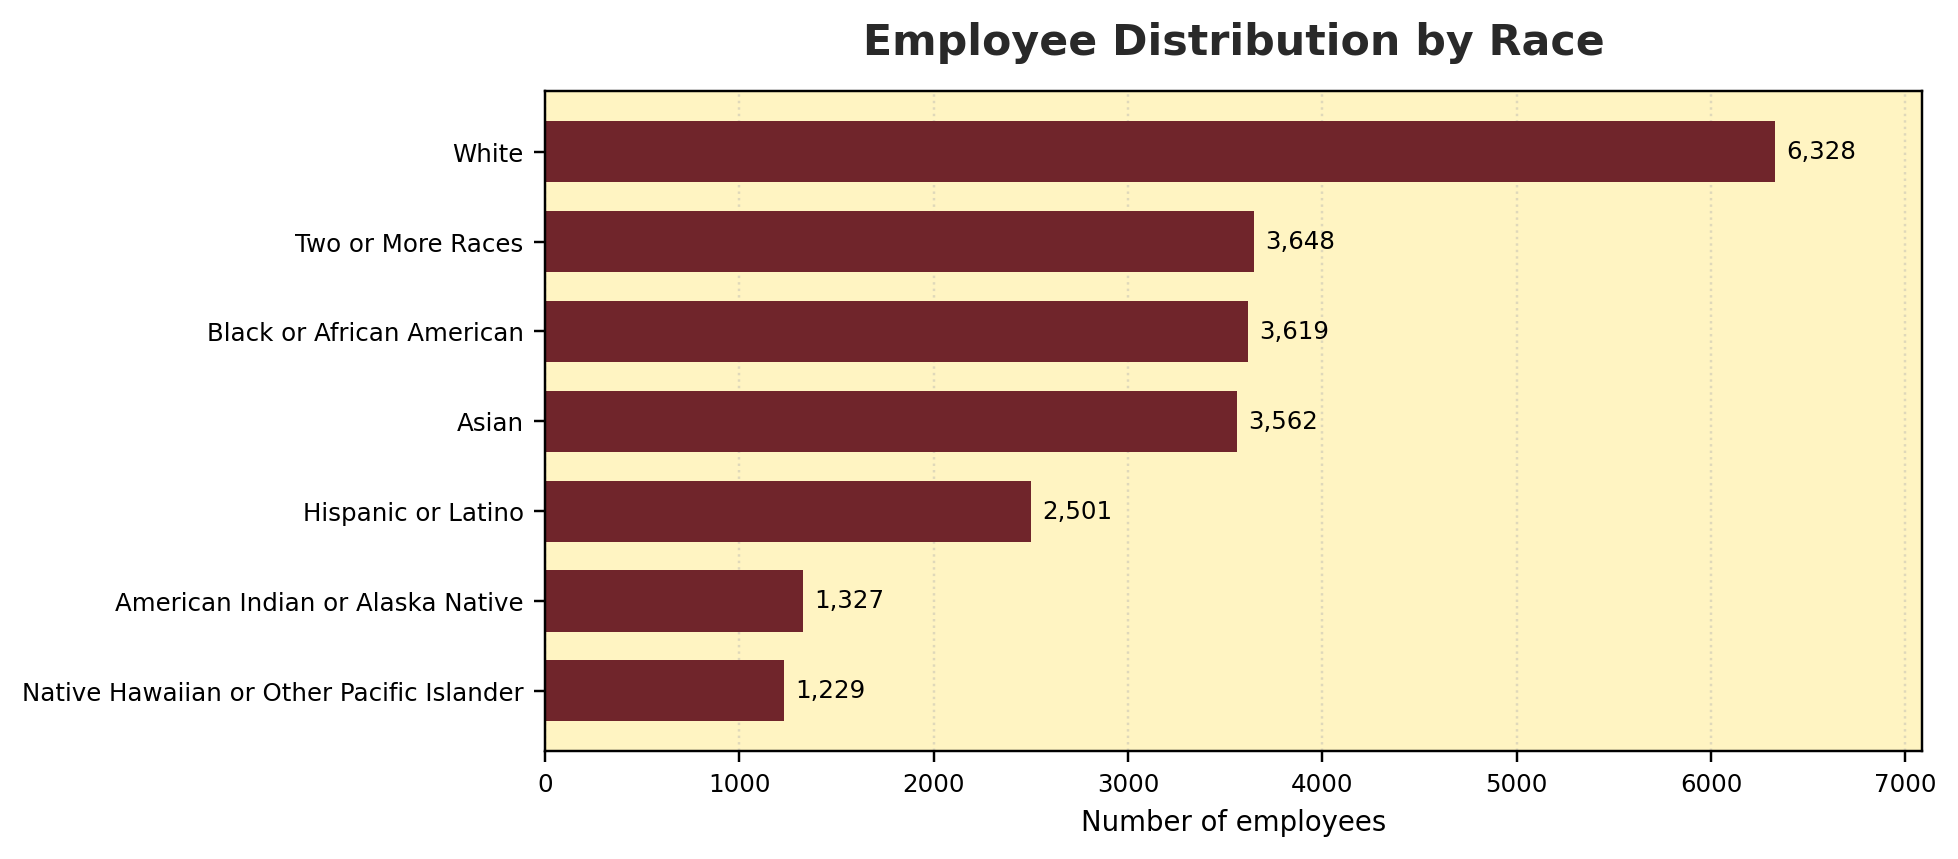 Employee Distribution by Race
White
6,328
Two or More Races
3,648
Black or African American
3,619
Asian
3,562
Hispanic or Latino
2,501
American Indian or Alaska Native
1,327
Native Hawaiian or Other Pacific Islander
1,229
0 1000 2000 3000 4000 5000 6000 7000
Number of employees